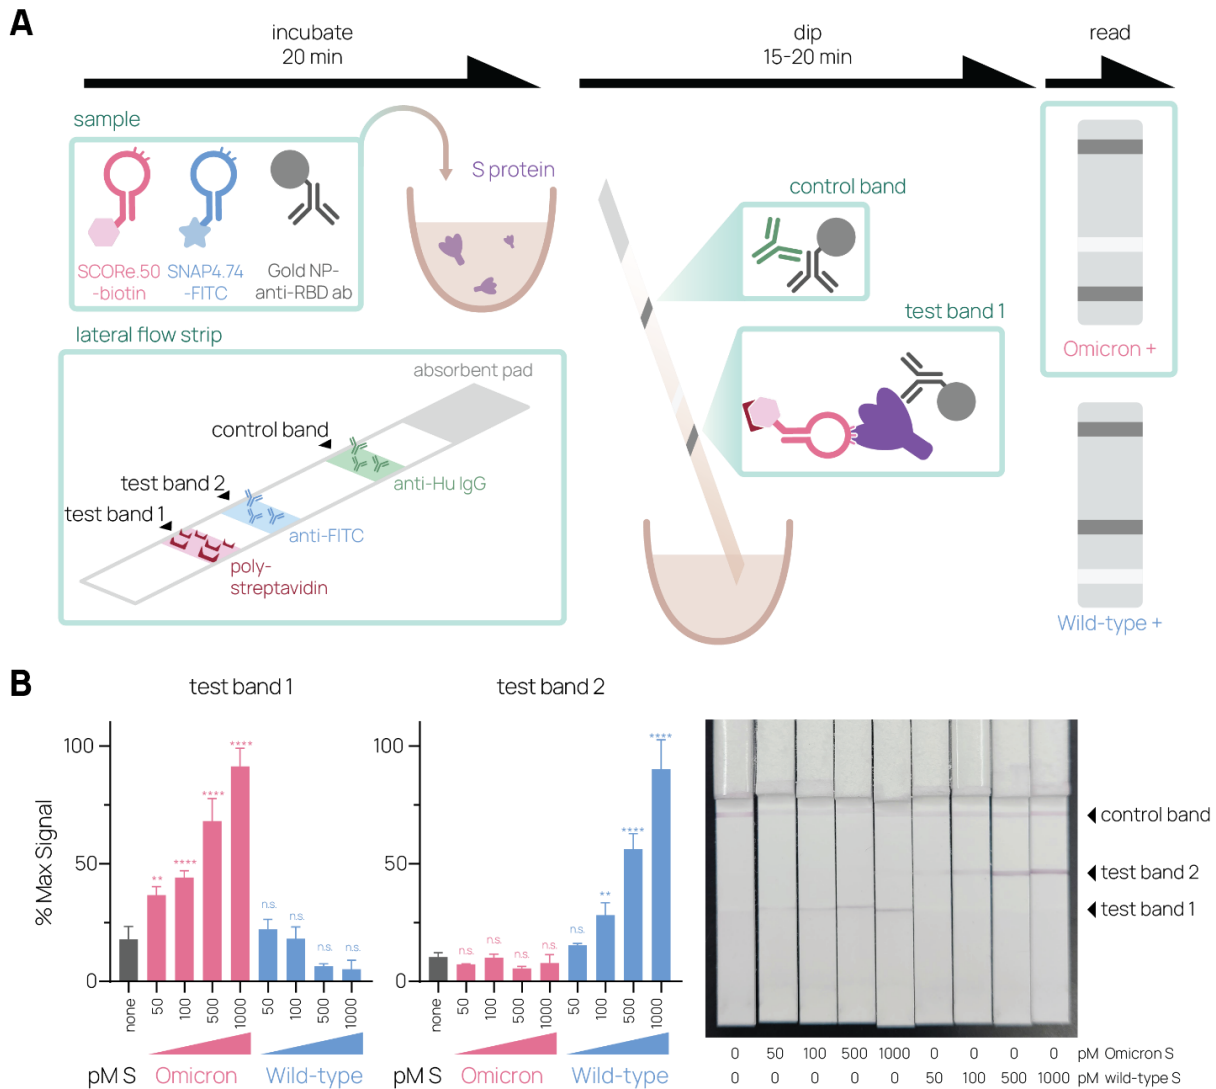 A
incubate
20 min
dip
15-20 min
read
sample
S protein
SCORe.50
-biotin
SNAP4.74
-FITC
Gold NP-
anti-RBD ab
control band
test band 1
Omicron +
Wild-type +
lateral flow strip
absorbent pad
control band
anti-Hu IgG
test band 2
anti-FITC
test band 1
poly-
streptavidin
B
test band 1
% Max Signal
100
50
0
**
****
****
****
n.s.
n.s.
n.s.
n.s.
none
50
100
500
1000
50
100
500
1000
pM S
Omicron
Wild-type
test band 2
100
50
0
n.s.
n.s.
n.s.
n.s.
n.s.
**
****
****
none
50
100
500
1000
50
100
500
1000
pM S
Omicron
Wild-type
control band
test band 2
test band 1
0 50 100 500 1000 0 0 0 0 pM Omicron S
0 0 0 0 0 50 100 500 1000 pM wild-type S